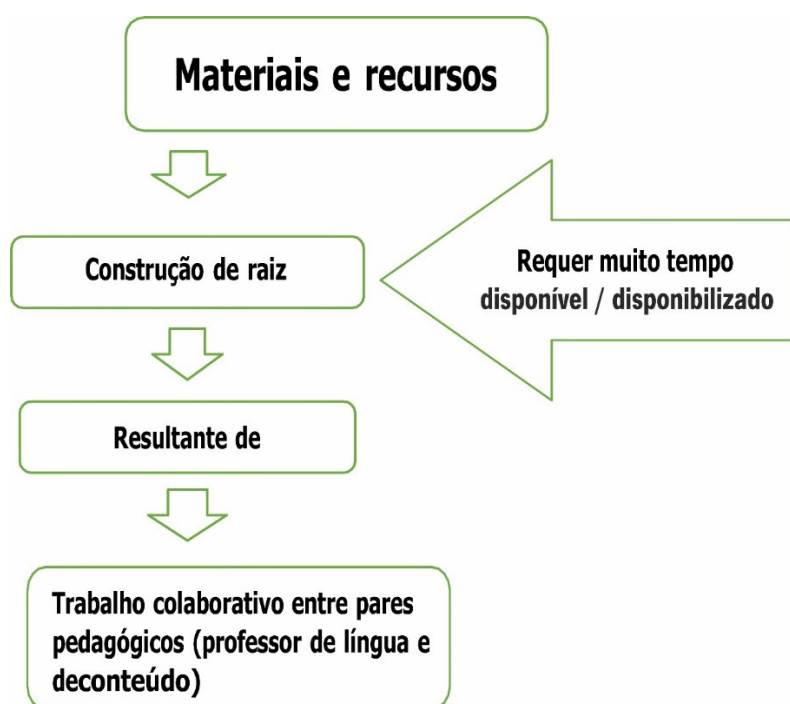 Materiais e recursos
Construção de raiz
Requer muito tempo
disponível / disponibilizado
Resultante de
Trabalho colaborativo entre pares
pedagógicos (professor de língua e
deconteúdo)